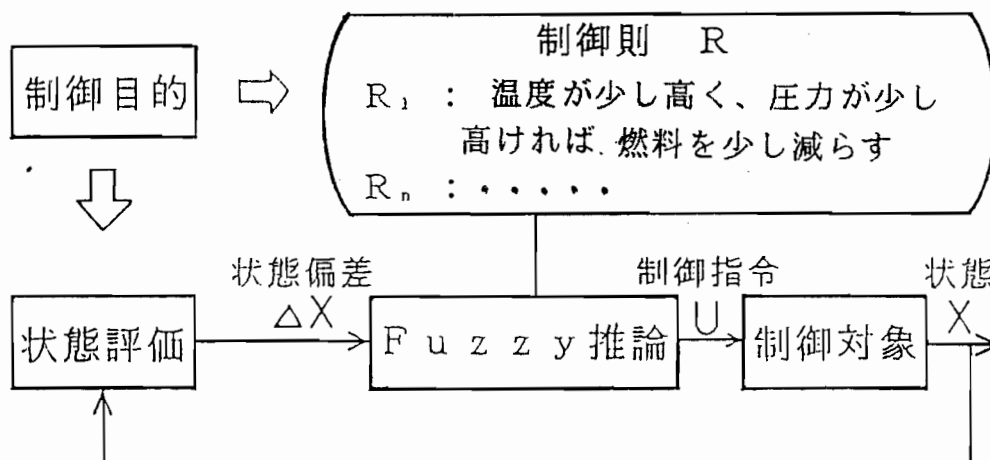 制御則 R
制御目的
R₁ : 温度が少し高く、圧力が少し
高ければ、燃料を少し減らす
Rₙ : ・・・・・
状態偏差
ΔX
制御指令
U
状態
X
状態評価
Fuzzy推論
制御対象